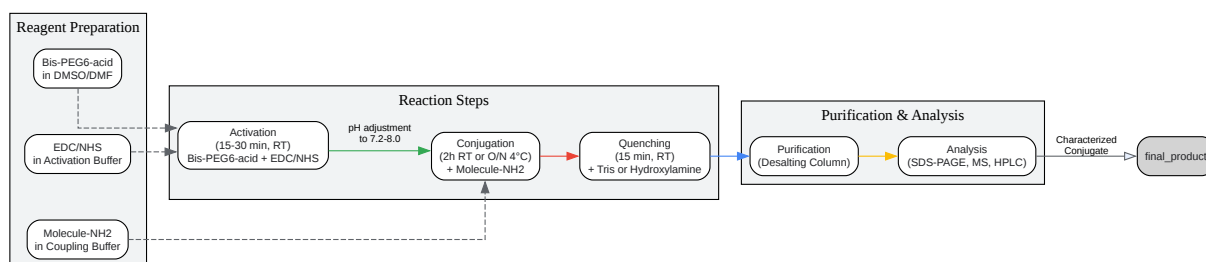 Reagent Preparation
Bis-PEG6-acid
in DMSO/DMF
EDC/NHS
in Activation Buffer
Molecule-NH2
in Coupling Buffer
Reaction Steps
Activation
(15-30 min, RT)
Bis-PEG6-acid + EDC/NHS
pH adjustment
to 7.2-8.0
Conjugation
(2h RT or O/N 4°C)
+ Molecule-NH2
Quenching
(15 min, RT)
+ Tris or Hydroxylamine
Purification & Analysis
Purification
(Desalting Column)
Analysis
(SDS-PAGE, MS, HPLC)
Characterized
Conjugate
final_product